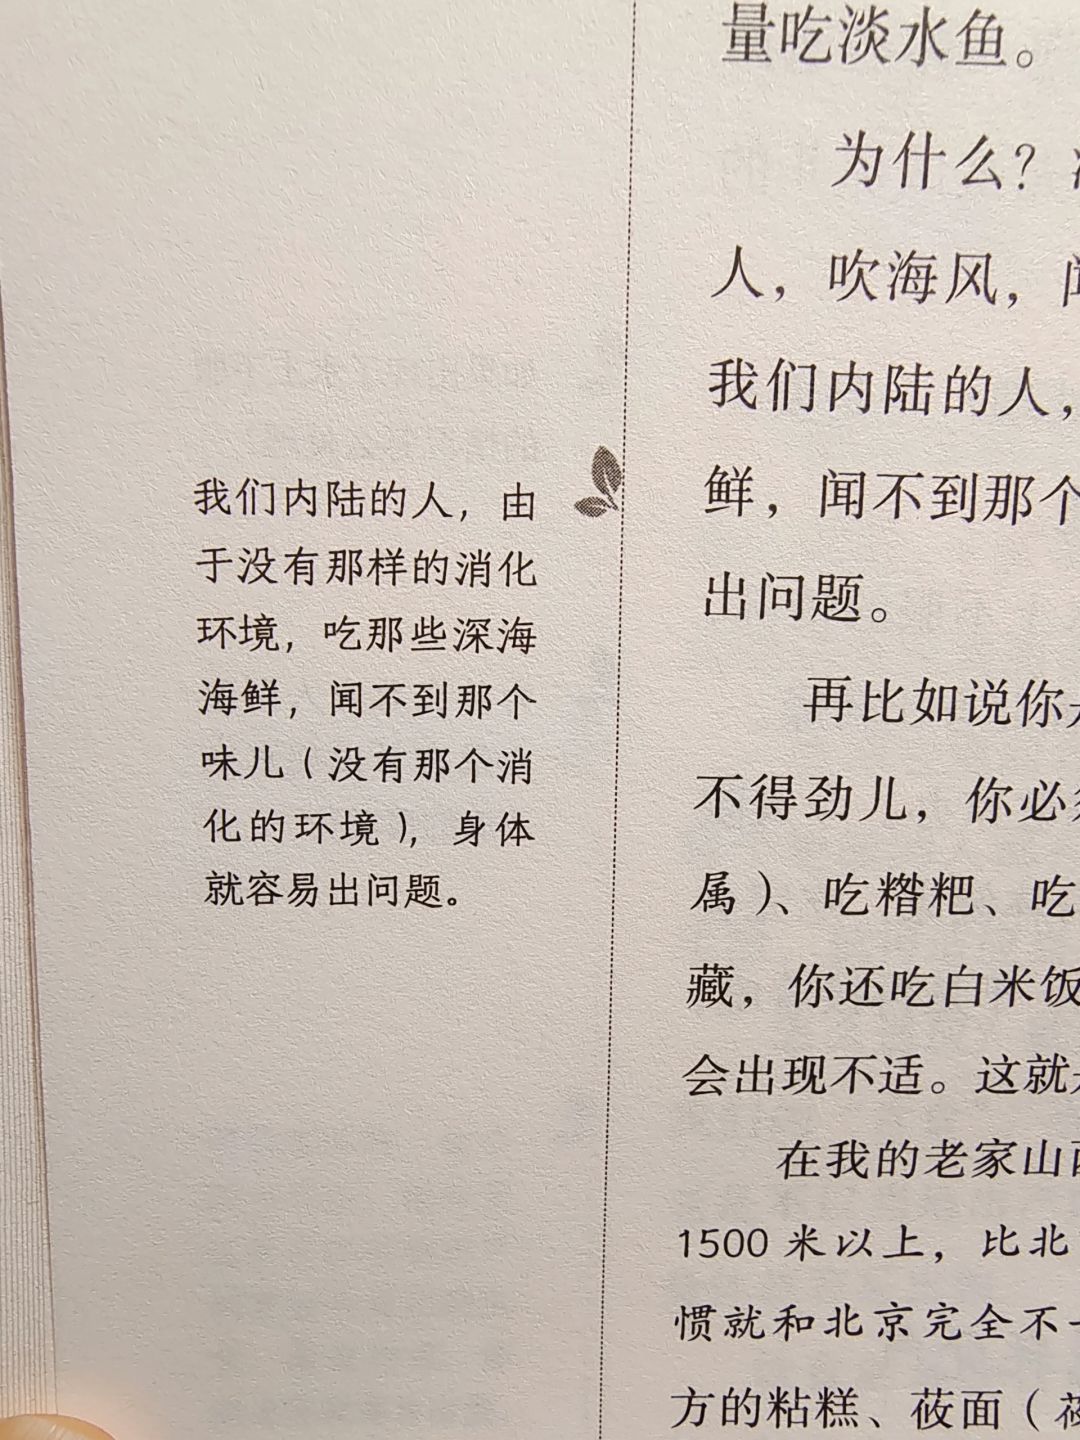 我们内陆的人，由
于没有那样的消化
环境，吃那些深海
海鲜，闻不到那个
味儿（没有那个消
化的环境），身体
就容易出问题。
量吃淡水鱼。
为什么？
人，吹海风，闻
我们内陆的人，
鲜，闻不到那个
出问题。
再比如说你
不得劲儿，你必须
属）、吃糌粑、吃
藏，你还吃白米饭
会出现不适。这就
在我的老家山西
1500 米以上，比北
惯就和北京完全不一
方的粘糕、莜面（莜